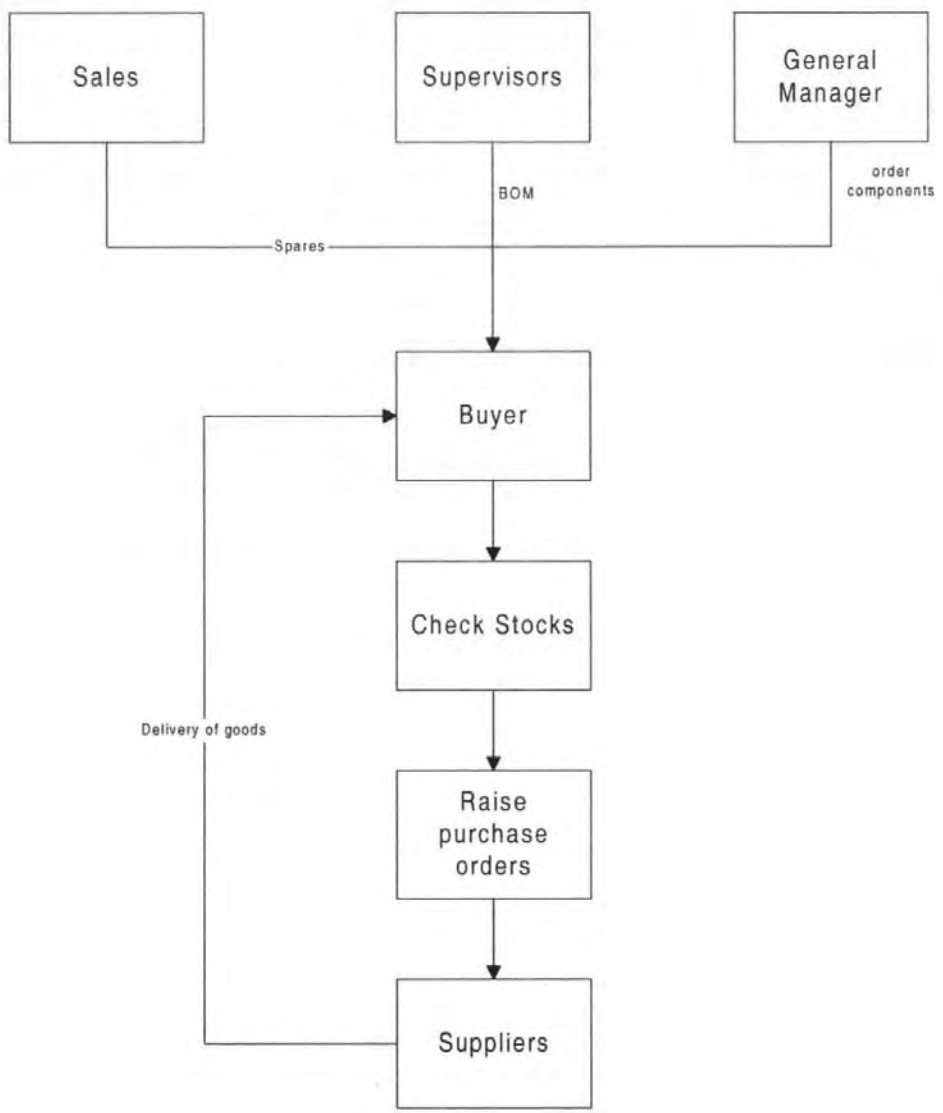 Sales
Supervisors
General
Manager
order
components
BOM
Spares
Buyer
Check Stocks
Delivery of goods
Raise
purchase
orders
Suppliers